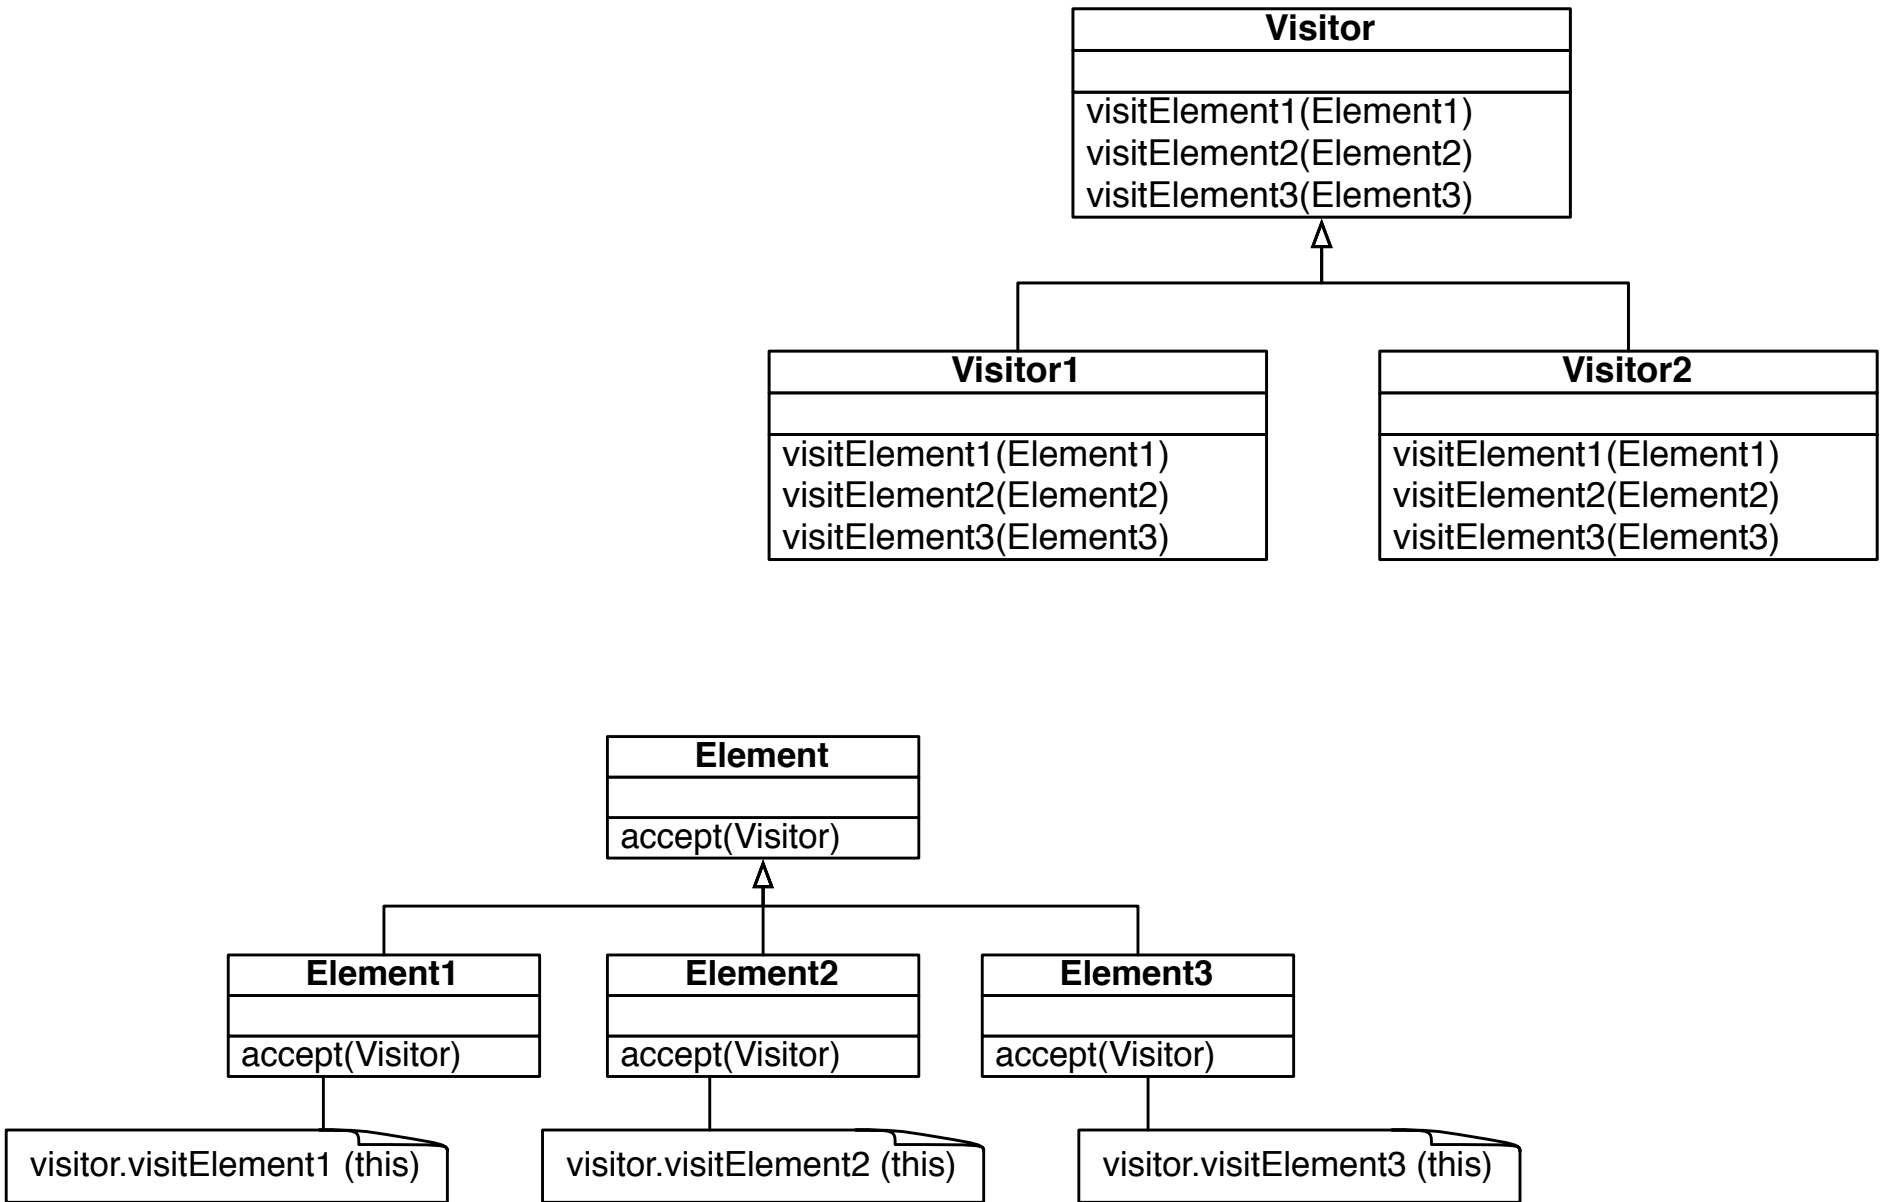 Visitor
visitElement1(Element1)
visitElement2(Element2)
visitElement3(Element3)
Visitor1
visitElement1(Element1)
visitElement2(Element2)
visitElement3(Element3)
Visitor2
visitElement1(Element1)
visitElement2(Element2)
visitElement3(Element3)
Element
accept(Visitor)
Element1
accept(Visitor)
Element2
accept(Visitor)
Element3
accept(Visitor)
visitor.visitElement1 (this)
visitor.visitElement2 (this)
visitor.visitElement3 (this)